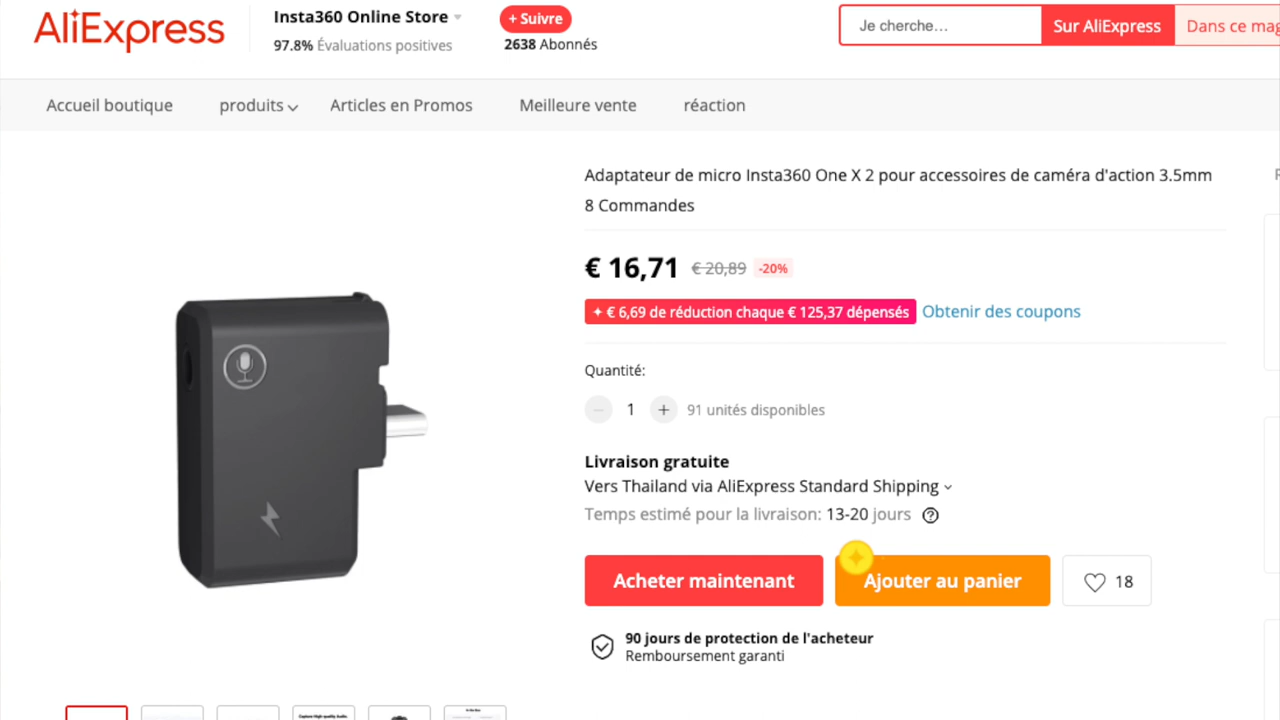 AliExpress
Insta360 Online Store
97.8% Évaluations positives
+ Suivre
2638 Abonnés
Je cherche...
Sur AliExpress
Dans ce mag
Accueil boutique
produits
Articles en Promos
Meilleure vente
réaction
Adaptateur de micro Insta360 One X 2 pour accessoires de caméra d'action 3.5mm
8 Commandes
€ 16,71 € 20,89 -20%
€ 6,69 de réduction chaque € 125,37 dépensés Obtenir des coupons
Quantité:
− 1 + 91 unités disponibles
Livraison gratuite
Vers Thailand via AliExpress Standard Shipping
Temps estimé pour la livraison: 13-20 jours ?
Acheter maintenant
Ajouter au panier
18
90 jours de protection de l'acheteur
Remboursement garanti
Capture High-quality Audio